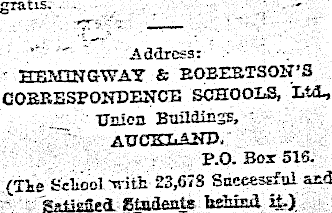 gratis.
Address:
HEMINGWAY & ROBERTSON'S
CORRESPONDENCE SCHOOLS, Ltd.,
Union Buildings,
AUCKLAND.
P.O. Box 516.
(The School with 23,678 Successful and
Satisfied Students behind it.)